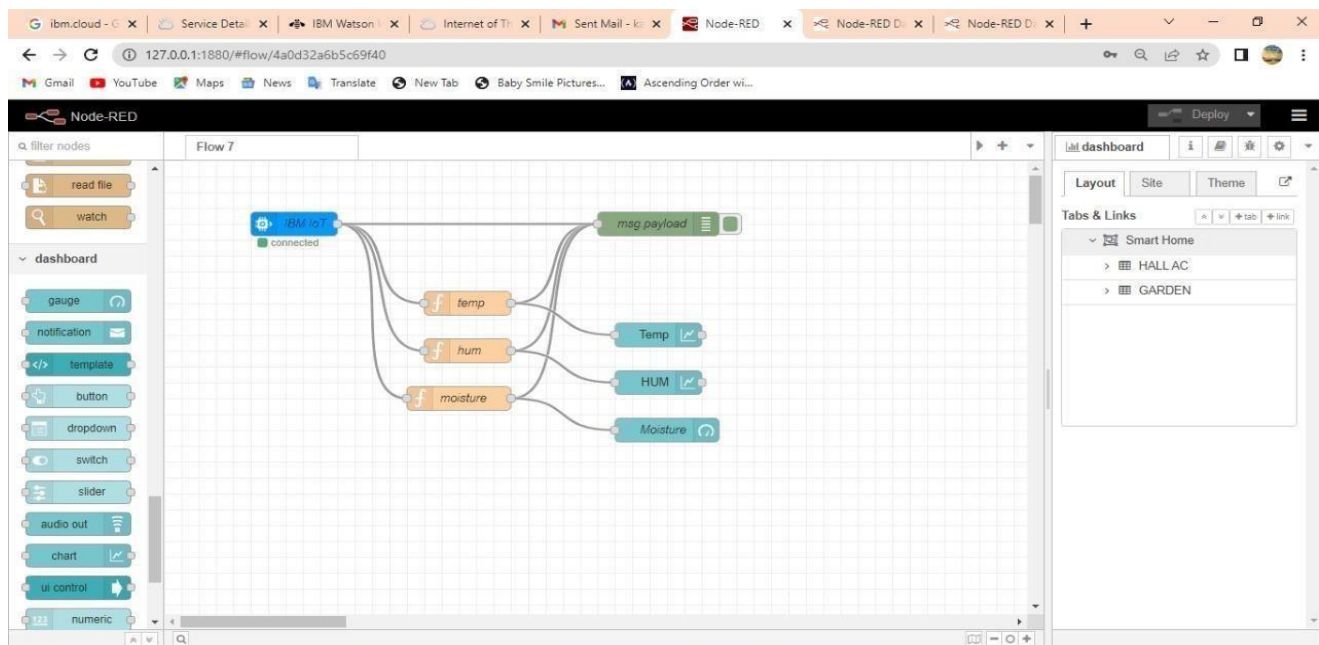 ibm.cloud - G
Service Detai
IBM Watson I
Internet of Th
Sent Mail - ka
Node-RED
Node-RED Da
Node-RED Da
127.0.0.1:1880/#flow/4a0d32a6b5c69f40
Gmail
YouTube
Maps
News
Translate
New Tab
Baby Smile Pictures...
Ascending Order wi...
Node-RED
Deploy
filter nodes
Flow 7
dashboard
i
read file
watch
dashboard
gauge
notification
template
button
dropdown
switch
slider
audio out
chart
ui control
123 numeric
IBM IoT
connected
msg.payload
f temp
f hum
f moisture
Temp
HUM
Moisture
Layout
Site
Theme
Tabs & Links
+ tab
+ link
Smart Home
HALL AC
GARDEN